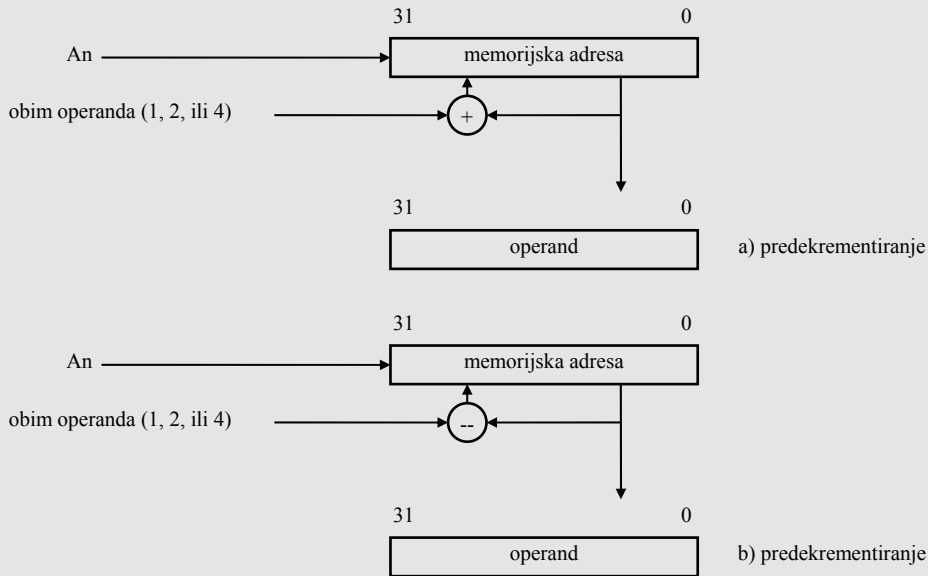 31 0
An memorijska adresa
obim operanda (1, 2, ili 4) +
31 0
operand a) predekrementiranje
31 0
An memorijska adresa
obim operanda (1, 2, ili 4) --
31 0
operand b) predekrementiranje